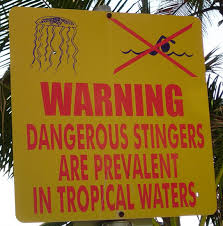 WARNING
DANGEROUS STINGERS
ARE PREVALENT
IN TROPICAL WATERS